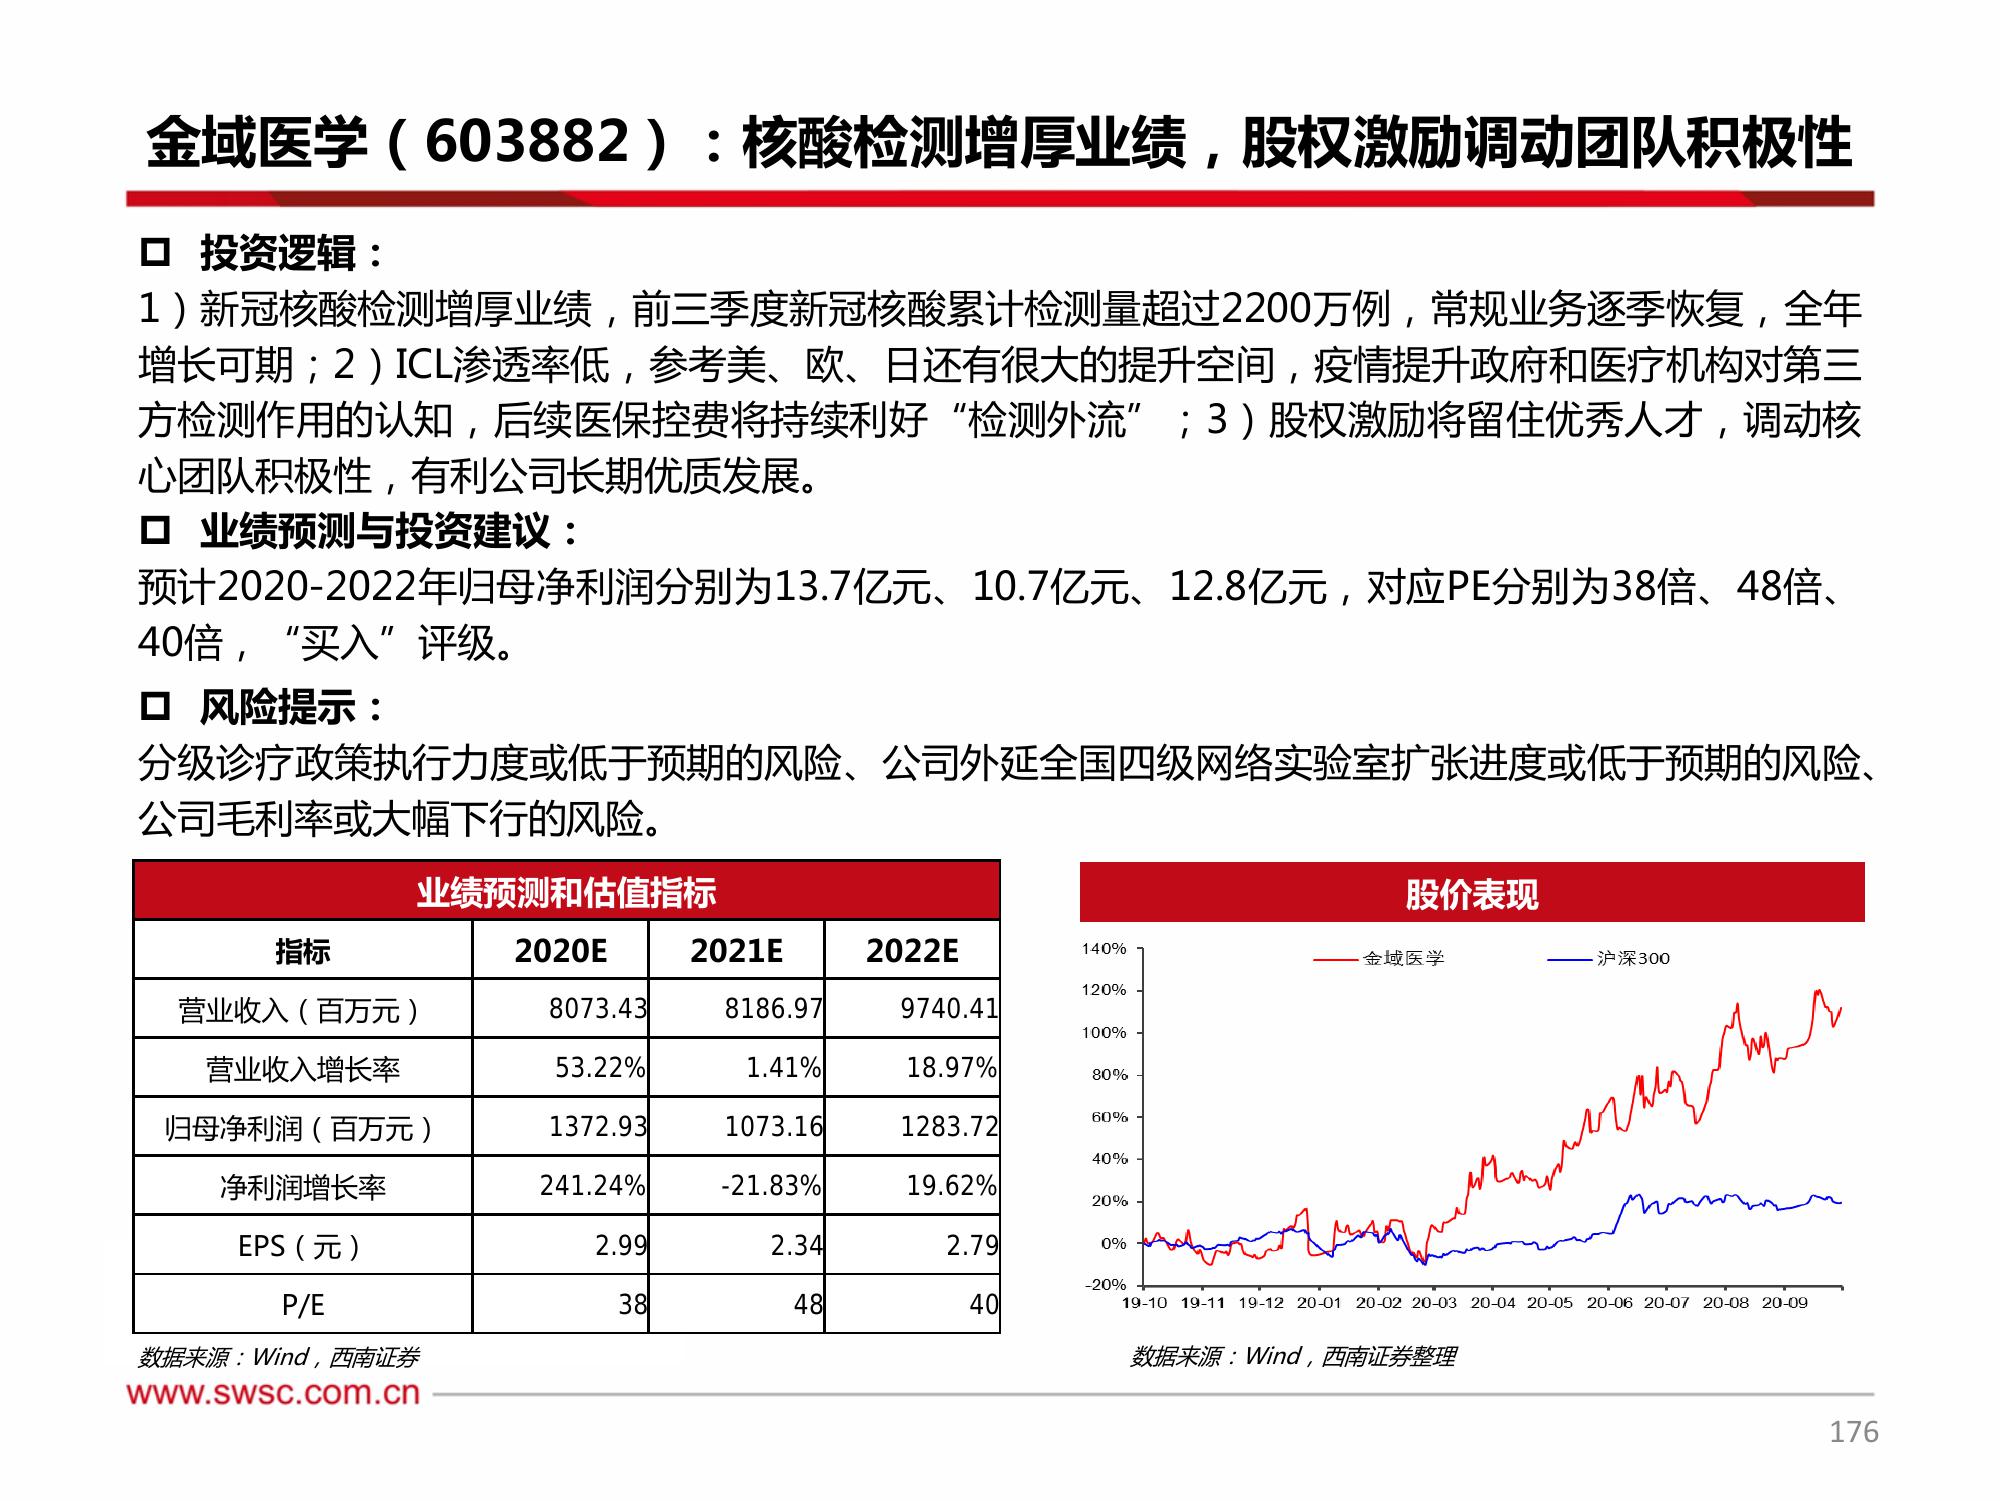 金域医学（603882）：核酸检测增厚业绩，股权激励调动团队积极性
投资逻辑：
1）新冠核酸检测增厚业绩，前三季度新冠核酸累计检测量超过2200万例，常规业务逐季恢复，全年
增长可期；2）ICL渗透率低，参考美、欧、日还有很大的提升空间，疫情提升政府和医疗机构对第三
方检测作用的认知，后续医保控费将持续利好“检测外流”；3）股权激励将留住优秀人才，调动核
心团队积极性，有利公司长期优质发展。
业绩预测与投资建议：
预计2020-2022年归母净利润分别为13.7亿元、10.7亿元、12.8亿元，对应PE分别为38倍、48倍、
40倍，“买入”评级。
风险提示：
分级诊疗政策执行力度或低于预期的风险、公司外延全国四级网络实验室扩张进度或低于预期的风险、
公司毛利率或大幅下行的风险。
业绩预测和估值指标
指标 2020E 2021E 2022E
营业收入（百万元） 8073.43 8186.97 9740.41
营业收入增长率 53.22% 1.41% 18.97%
归母净利润（百万元） 1372.93 1073.16 1283.72
净利润增长率 241.24% -21.83% 19.62%
EPS（元） 2.99 2.34 2.79
P/E 38 48 40
数据来源：Wind，西南证券
股价表现
金域医学 沪深300
140%
120%
100%
80%
60%
40%
20%
0%
-20%
19-10 19-11 19-12 20-01 20-02 20-03 20-04 20-05 20-06 20-07 20-08 20-09
数据来源：Wind，西南证券整理
www.swsc.com.cn
176